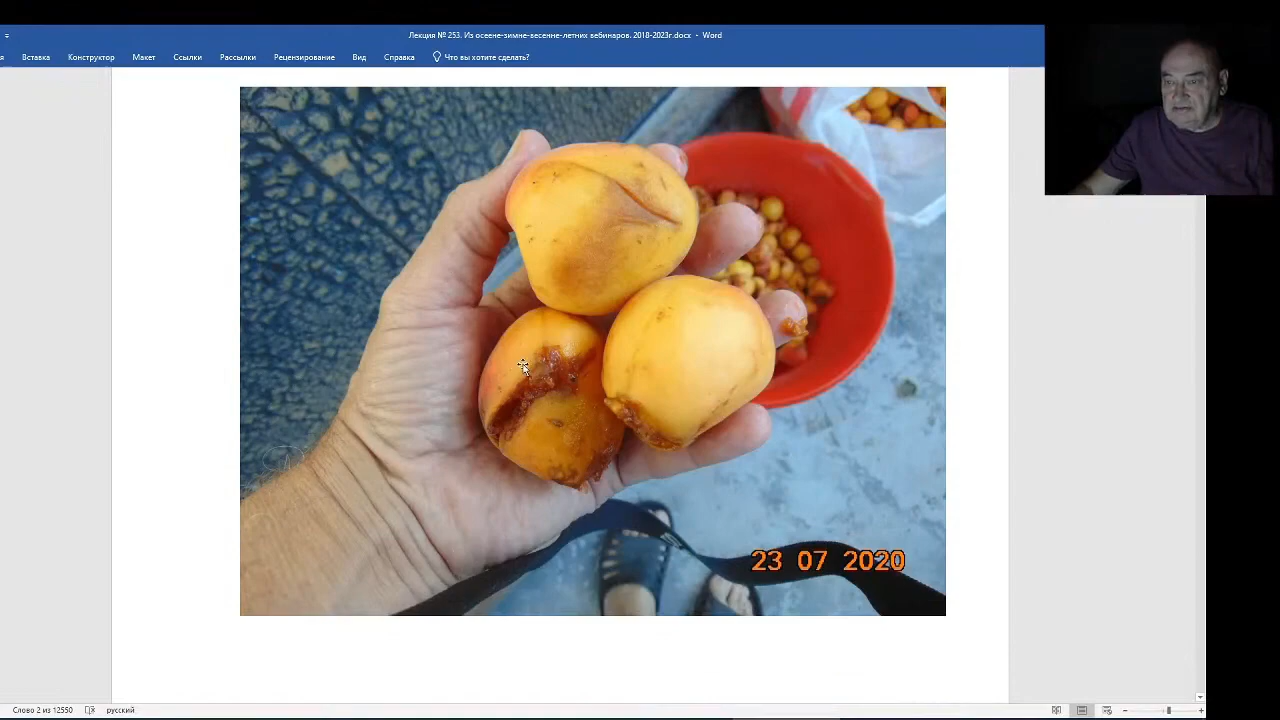 Лекция № 253. Из осеене-зимне-весенне-летних вебинаров. 2018-2023г.docx - Word
я Вставка Конструктор Макет Ссылки Рассылки Рецензирование Вид Справка Что вы хотите сделать?
23 07 2020
Слово 2 из 12550 русский